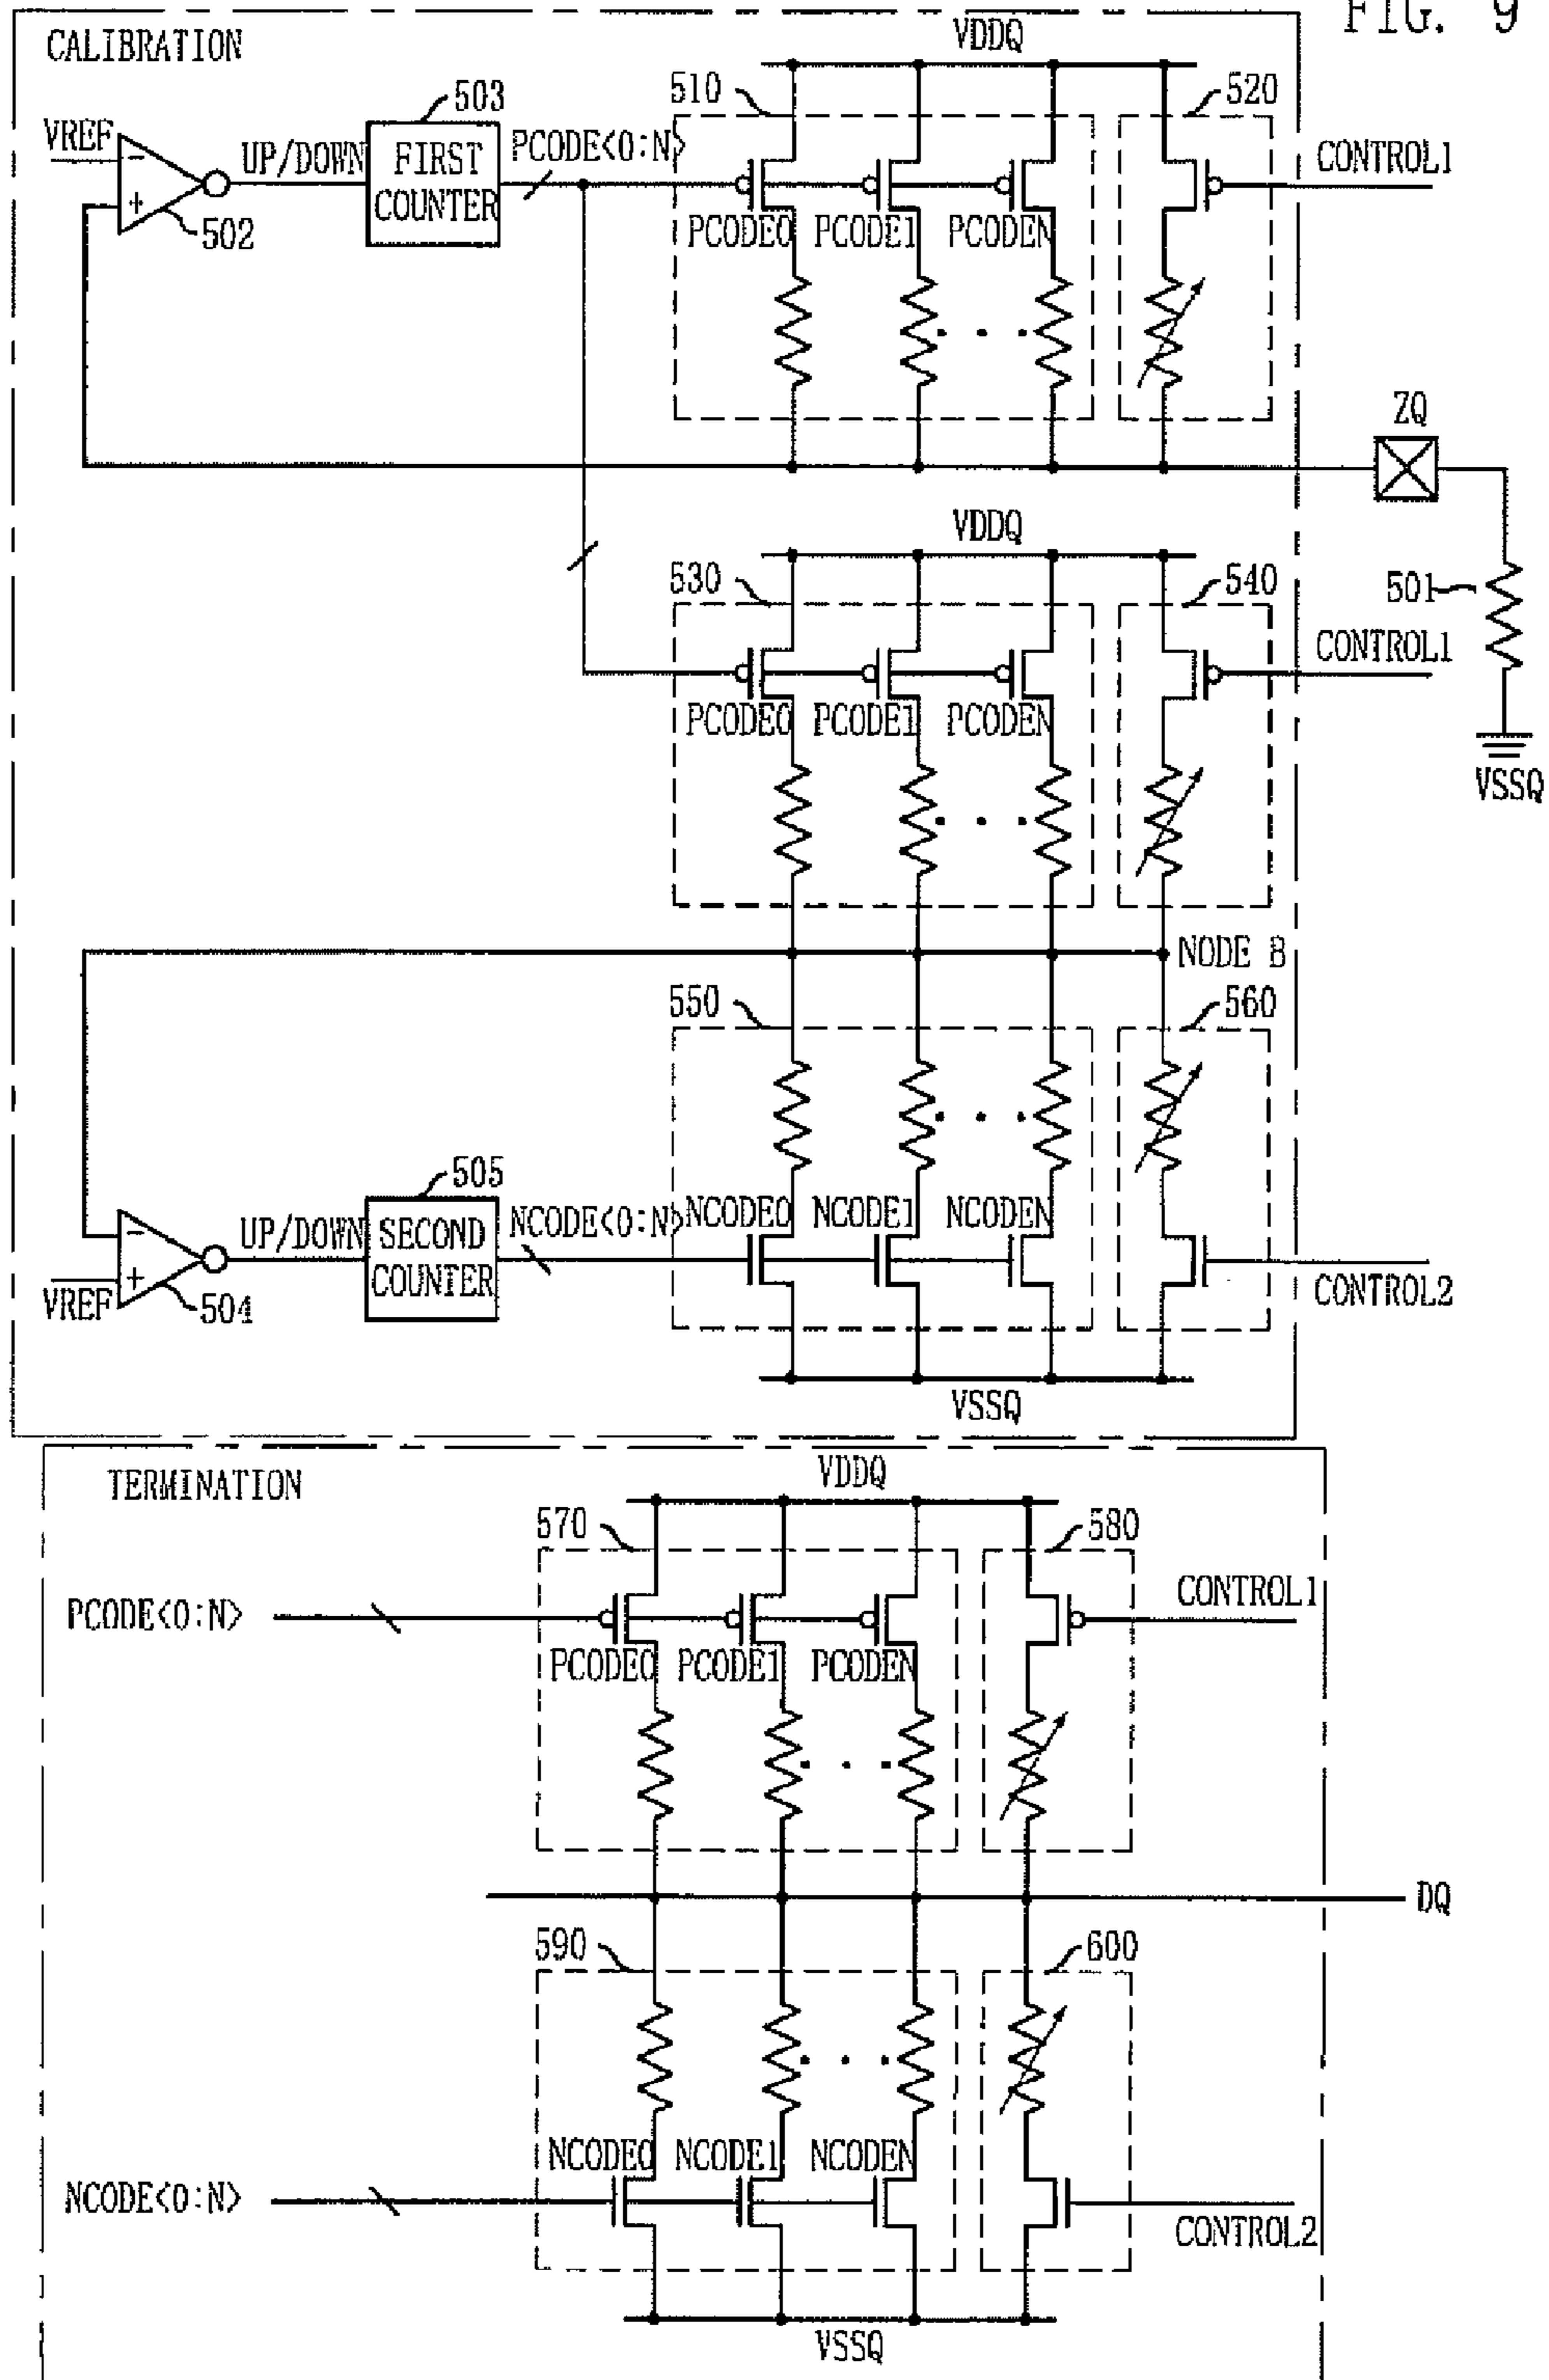 FIG. 9
CALIBRATION
VDDQ
503
510
520
VREF
UP/DOWN
FIRST
COUNTER
PCODE<0:N>
CONTROL1
-
+
502
PCODE0
PCODE1
PCODEN
ZQ
VDDQ
530
540
501
CONTROL1
PCODE0
PCODE1
PCODEN
VSSQ
NODE B
550
560
505
UP/DOWN
SECOND
COUNTER
NCODE<0:N>
NCODE0
NCODE1
NCODEN
-
+
VREF
504
CONTROL2
VSSQ
TERMINATION
VDDQ
570
580
PCODE<0:N>
CONTROL1
PCODE0
PCODE1
PCODEN
DQ
590
600
NCODE0
NCODE1
NCODEN
NCODE<0:N>
CONTROL2
VSSQ